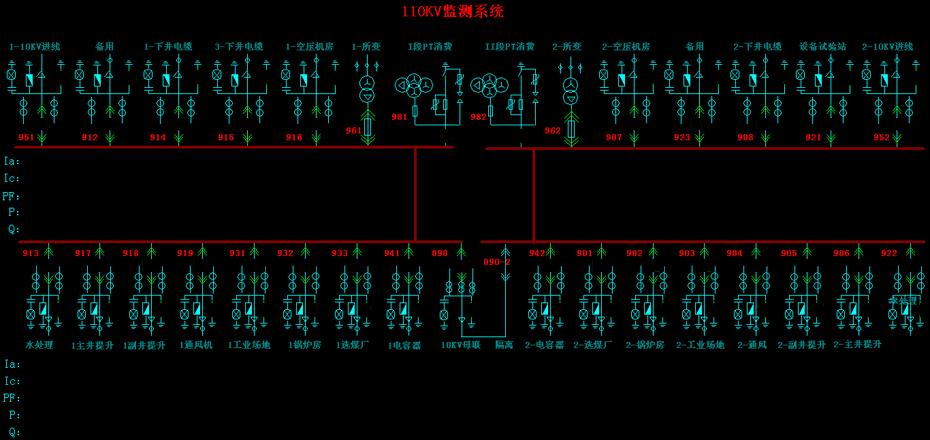 110KV监测系统
1-10KV进线 备用 1-下井电缆 3-下井电缆 1-空压机房 1-所变 I段PT消费 II段PT消费 2-所变 2-空压机房 备用 2-下井电缆 设备试验站 2-10KV进线
951 912 914 915 916 961 981 982 962 907 923 908 921 952
Ia:
Ic:
PF:
P:
Q:
913 917 918 919 931 932 933 941 090 090-2 942 901 902 903 904 905 906 922
水处理
水处理 1主井提升 1副井提升 1通风机 1工业场地 1锅炉房 1选煤厂 1电容器 10KV母联 隔离 2-电容器 2-选煤厂 2-锅炉房 2-工业场地 2-通风 2-副井提升 2-主井提升
Ia:
Ic:
PF:
P:
Q: